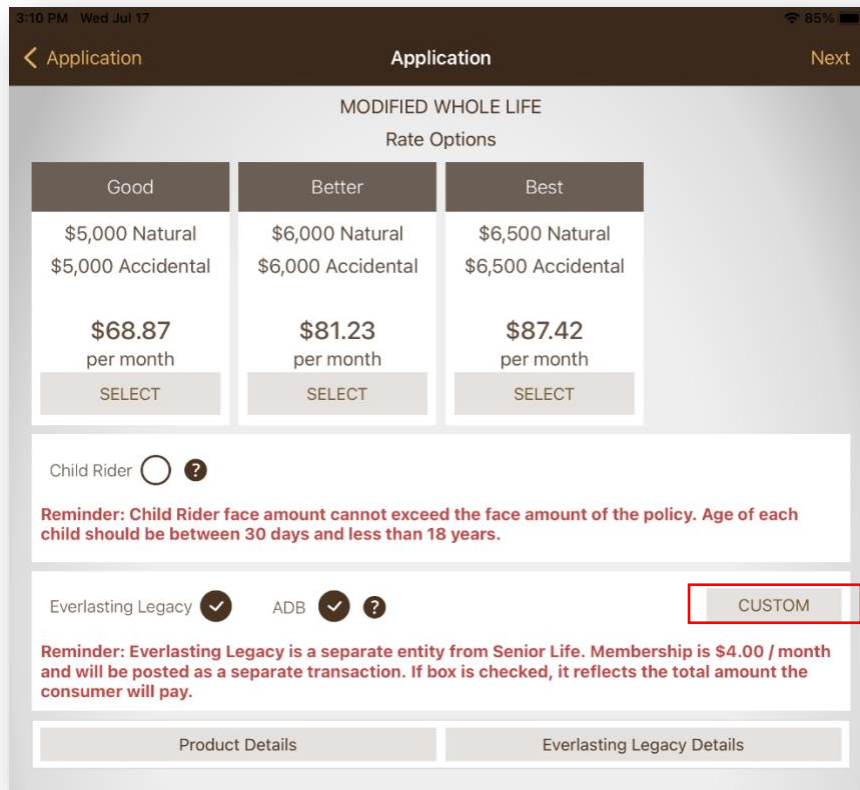 3:10 PM Wed Jul 17
85%
Application
Application
Next
MODIFIED WHOLE LIFE
Rate Options
Good
Better
Best
$5,000 Natural
$6,000 Natural
$6,500 Natural
$5,000 Accidental
$6,000 Accidental
$6,500 Accidental
$68.87
$81.23
$87.42
per month
per month
per month
SELECT
SELECT
SELECT
Child Rider
?
Reminder: Child Rider face amount cannot exceed the face amount of the policy. Age of each
child should be between 30 days and less than 18 years.
Everlasting Legacy
ADB
?
CUSTOM
Reminder: Everlasting Legacy is a separate entity from Senior Life. Membership is $4.00 / month
and will be posted as a separate transaction. If box is checked, it reflects the total amount the
consumer will pay.
Product Details
Everlasting Legacy Details